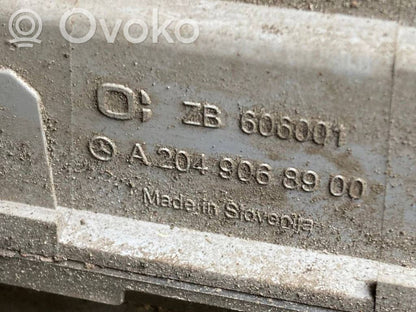 Ovoko
ZB 606001
A 204 906 89 00
Made in Slovenija